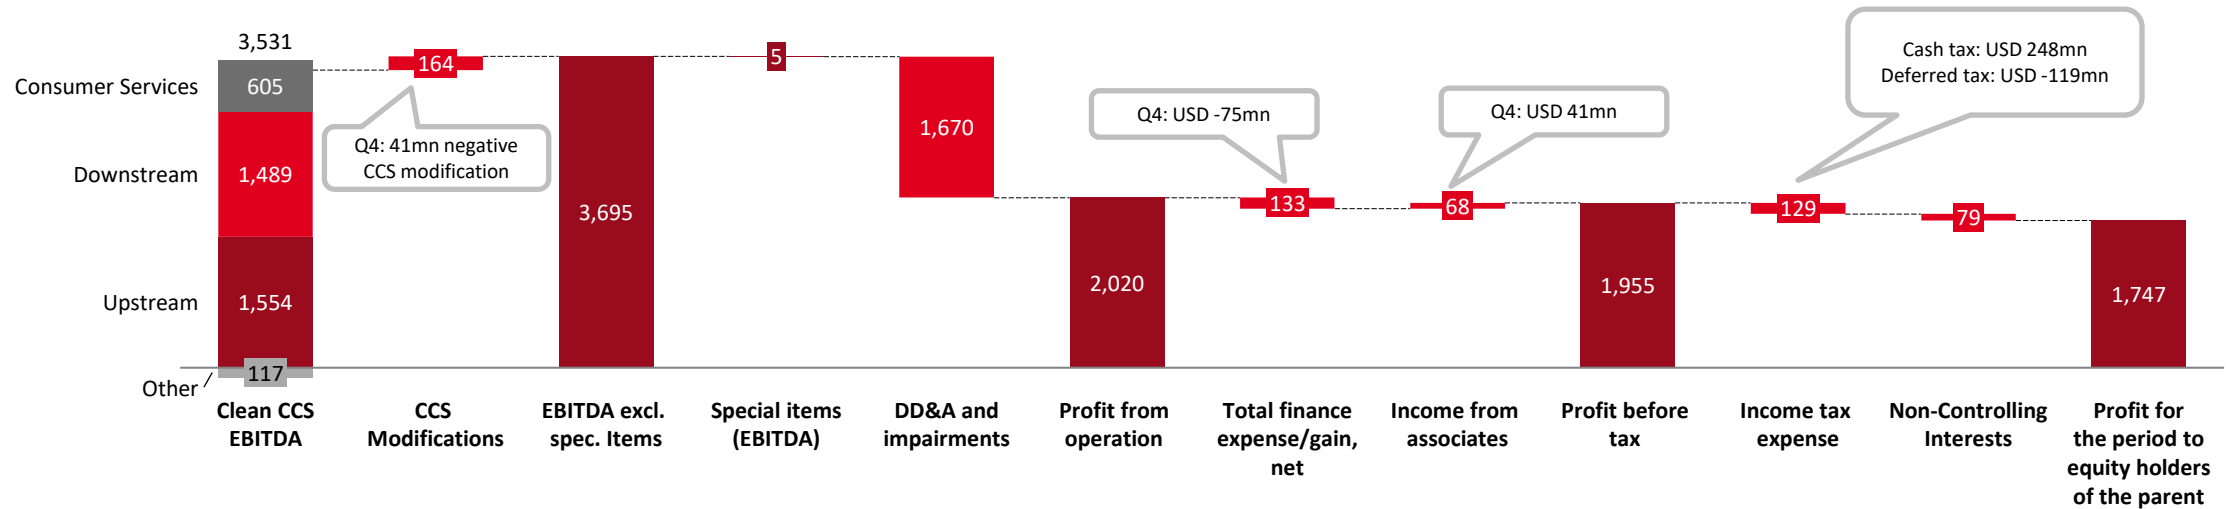 3,531
Consumer Services
605
Downstream
1,489
Upstream
1,554
Other
117
164
Q4: 41mn negative
CCS modification
3,695
5
1,670
2,020
Q4: USD -75mn
133
Q4: USD 41mn
68
1,955
Cash tax: USD 248mn
Deferred tax: USD -119mn
129
79
1,747
Clean CCS
EBITDA
CCS
Modifications
EBITDA excl.
spec. Items
Special items
(EBITDA)
DD&A and
impairments
Profit from
operation
Total finance
expense/gain,
net
Income from
associates
Profit before
tax
Income tax
expense
Non-Controlling
Interests
Profit for
the period to
equity holders
of the parent